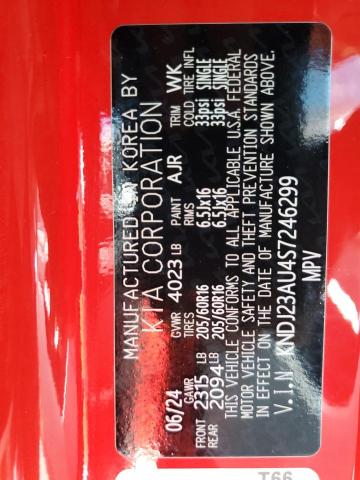 MANUFACTURED IN KOREA BY
KIA CORPORATION
06/24 GVWR 4023 LB PAINT AJR TRIM WK
GAWR TIRES RIMS COLD TIRE INFL
FRONT 2315 LB 205/60R16 6.5Jx16 33psi SINGLE
REAR 2094 LB 205/60R16 6.5Jx16 33psi SINGLE
THIS VEHICLE CONFORMS TO ALL APPLICABLE U.S.A. FEDERAL
MOTOR VEHICLE SAFETY AND THEFT PREVENTION STANDARDS
IN EFFECT ON THE DATE OF MANUFACTURE SHOWN ABOVE.
V.I.N KNDJ23AU4S7246299
MPV
T66